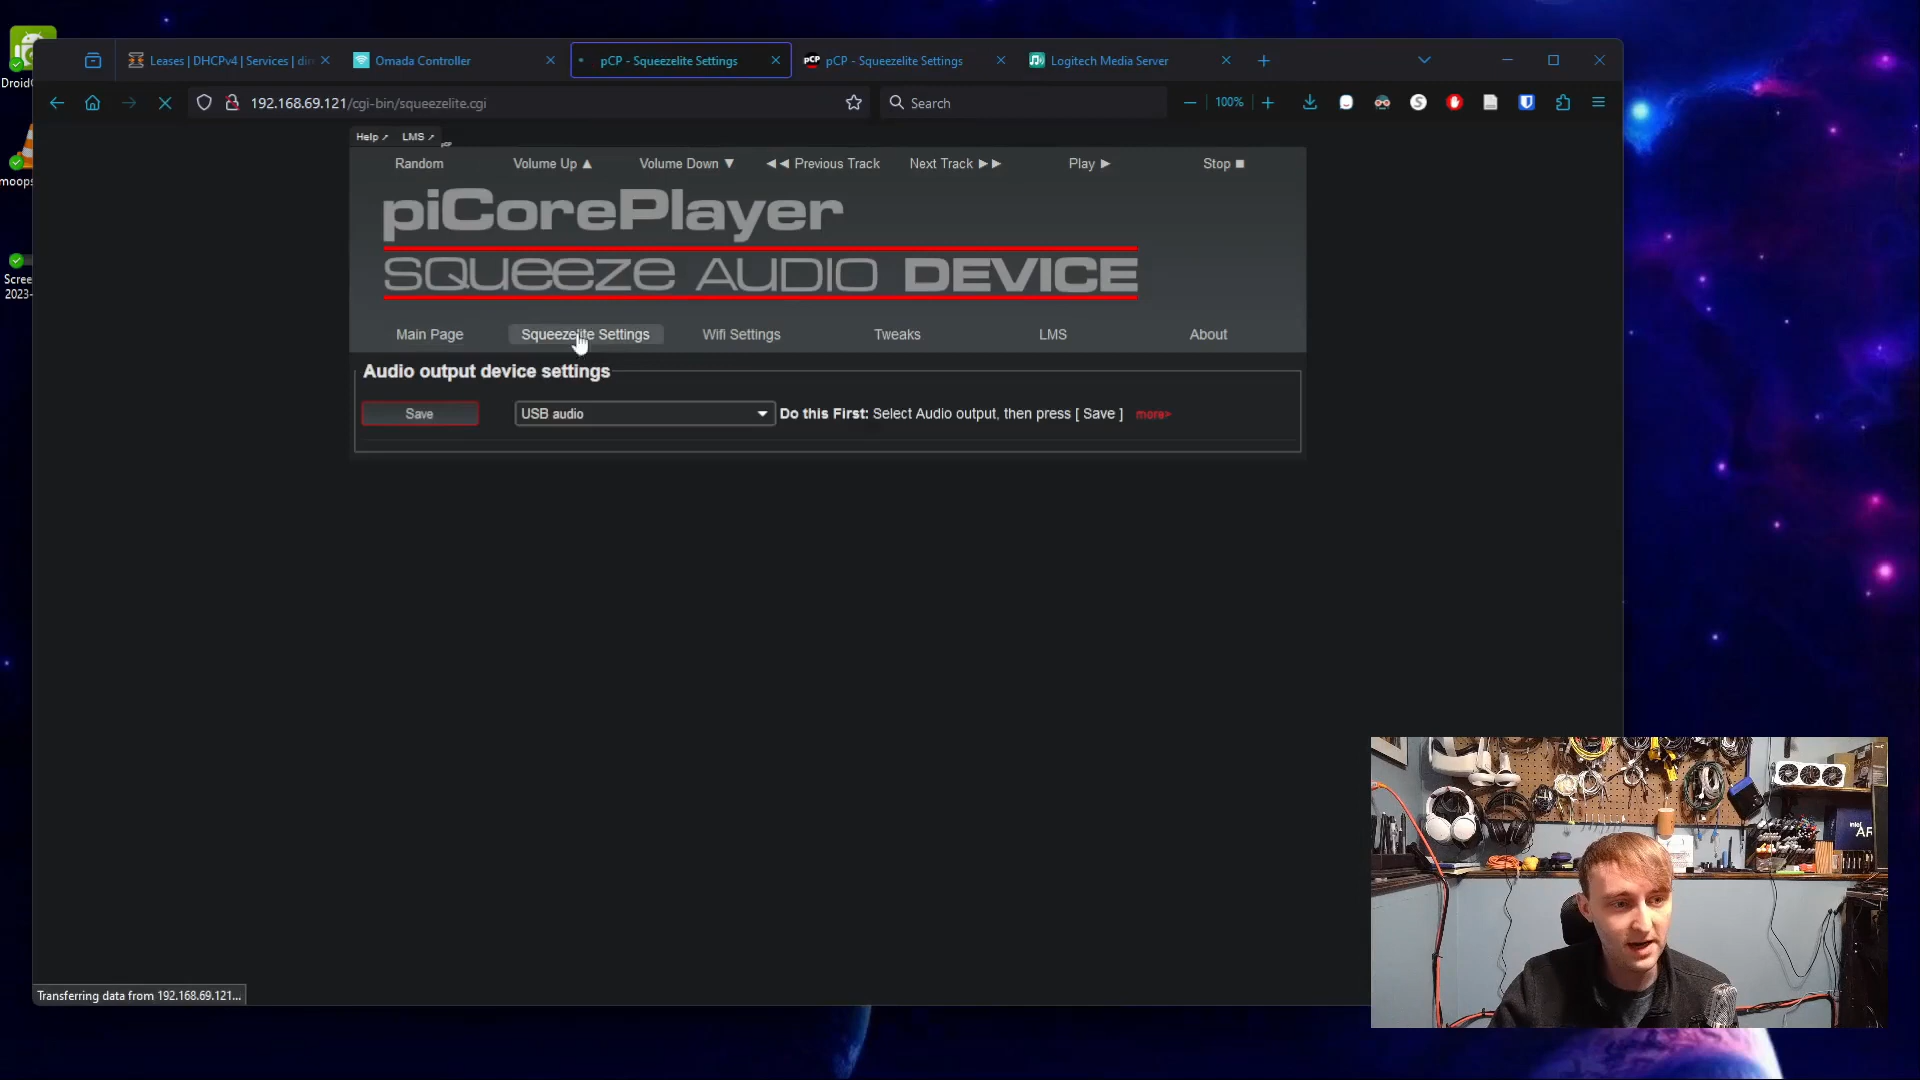 Droid
moops
Scree
2023-
Leases | DHCPv4 | Services | di
Omada Controller
pCP - Squeezelite Settings
pCP
pCP - Squeezelite Settings
Logitech Media Server
192.168.69.121/cgi-bin/squeezelite.cgi
Search
100%
Help
LMS
Random
Volume Up ▲
Volume Down ▼
◄◄ Previous Track
Next Track ►►
Play ►
Stop ■
piCorePlayer
SQUEEZE AUDIO DEVICE
Main Page
Squeezelite Settings
Wifi Settings
Tweaks
LMS
About
Audio output device settings
Save
USB audio
Do this First: Select Audio output, then press [ Save ]
more>
Transferring data from 192.168.69.121...
intel
AR